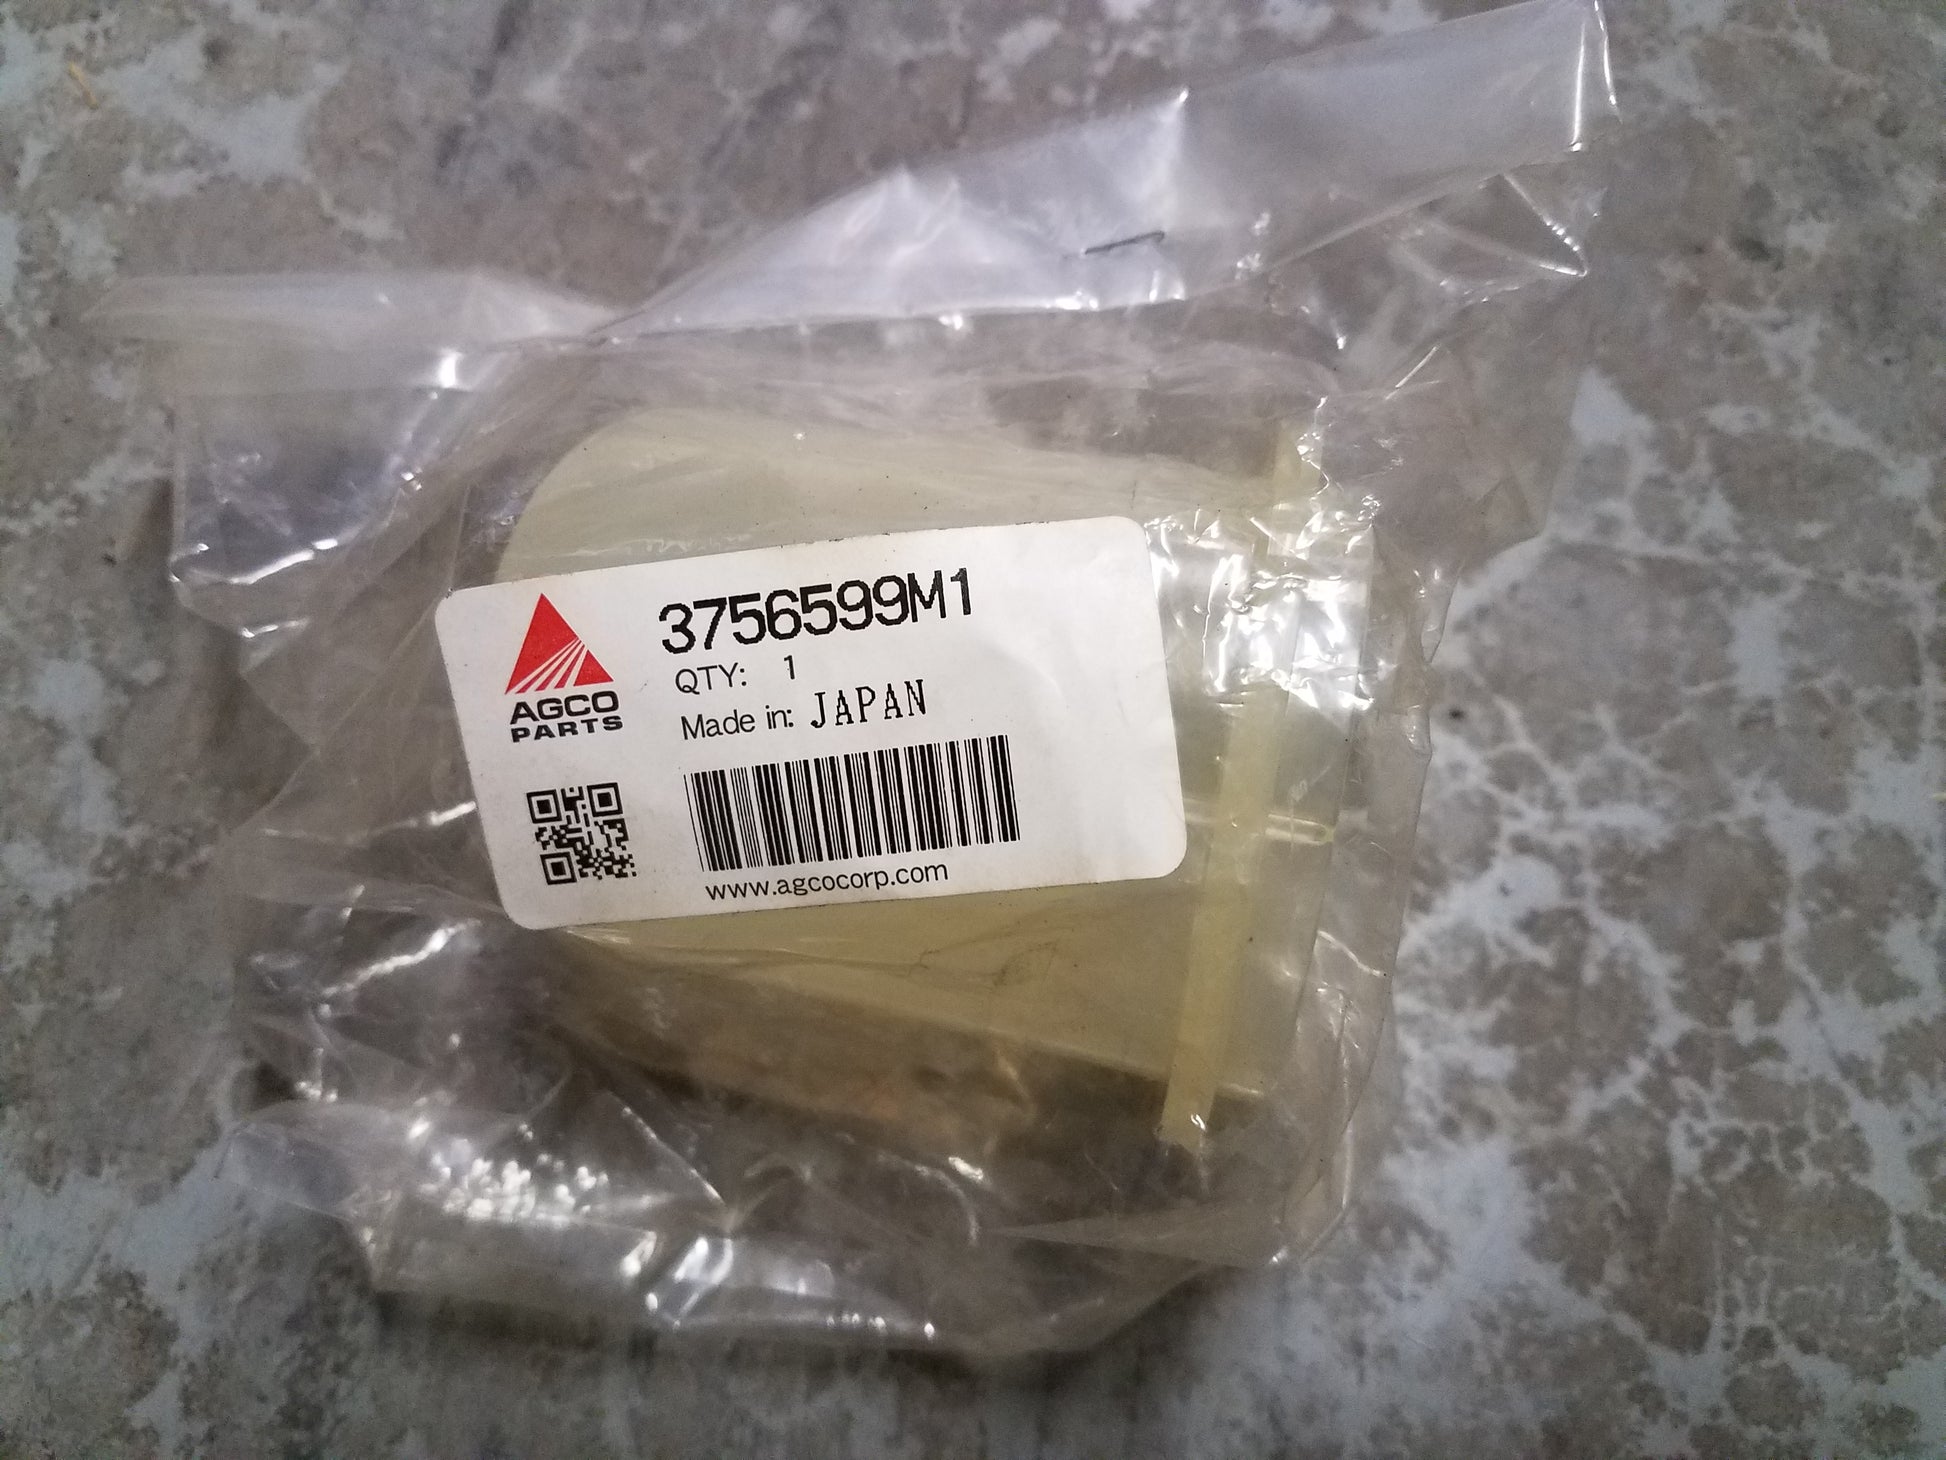 3756599M1
QTY: 1
Made in: JAPAN
AGCO
PARTS
www.agcocorp.com